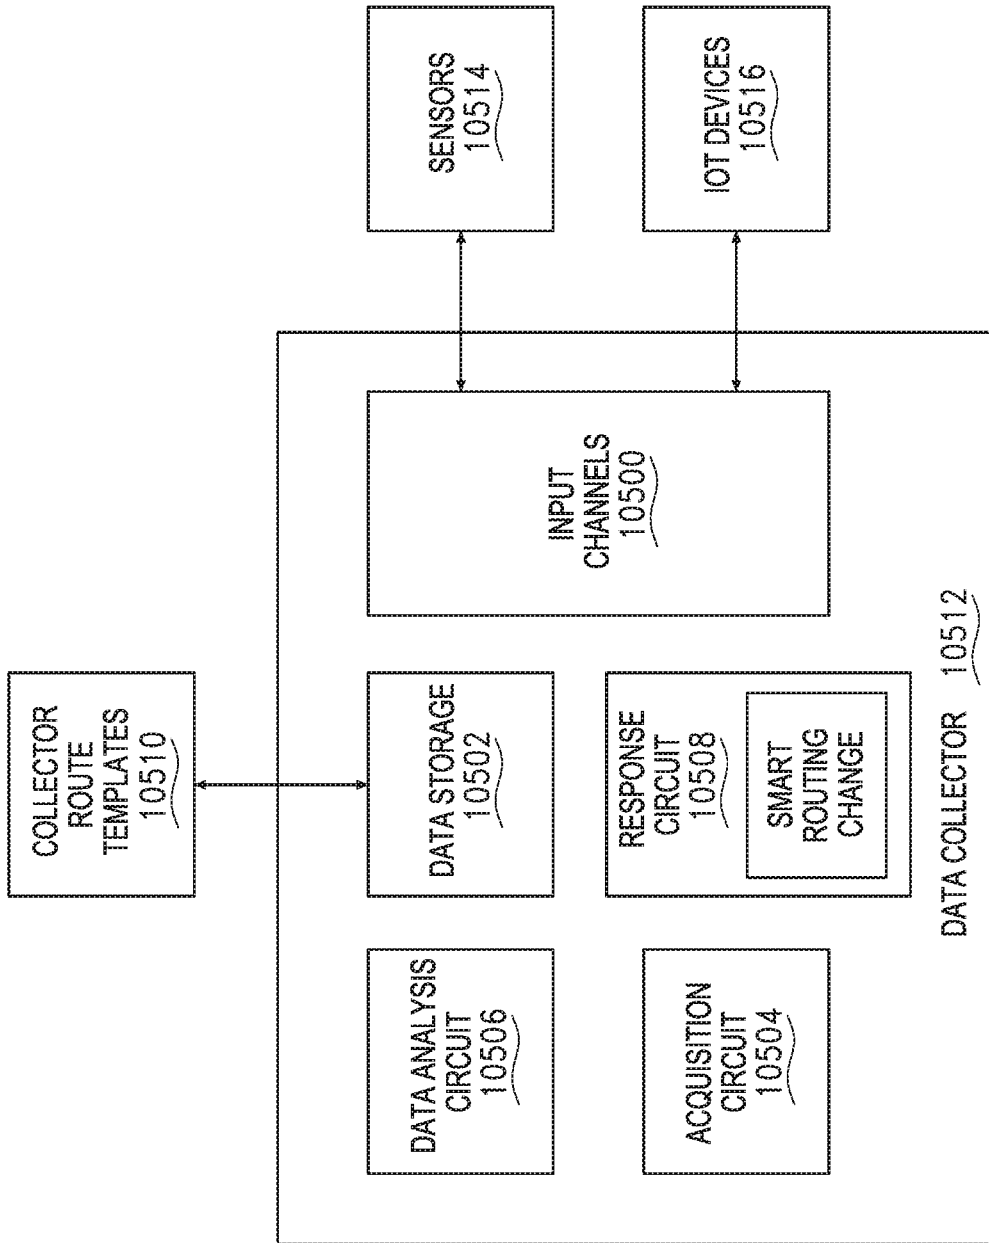 COLLECTOR
ROUTE
TEMPLATES
10510
DATA ANALYSIS
CIRCUIT
10506
DATA STORAGE
10502
INPUT
CHANNELS
10500
SENSORS
10514
ACQUISITION
CIRCUIT
10504
RESPONSE
CIRCUIT
10508
SMART
ROUTING
CHANGE
IOT DEVICES
10516
DATA COLLECTOR 10512